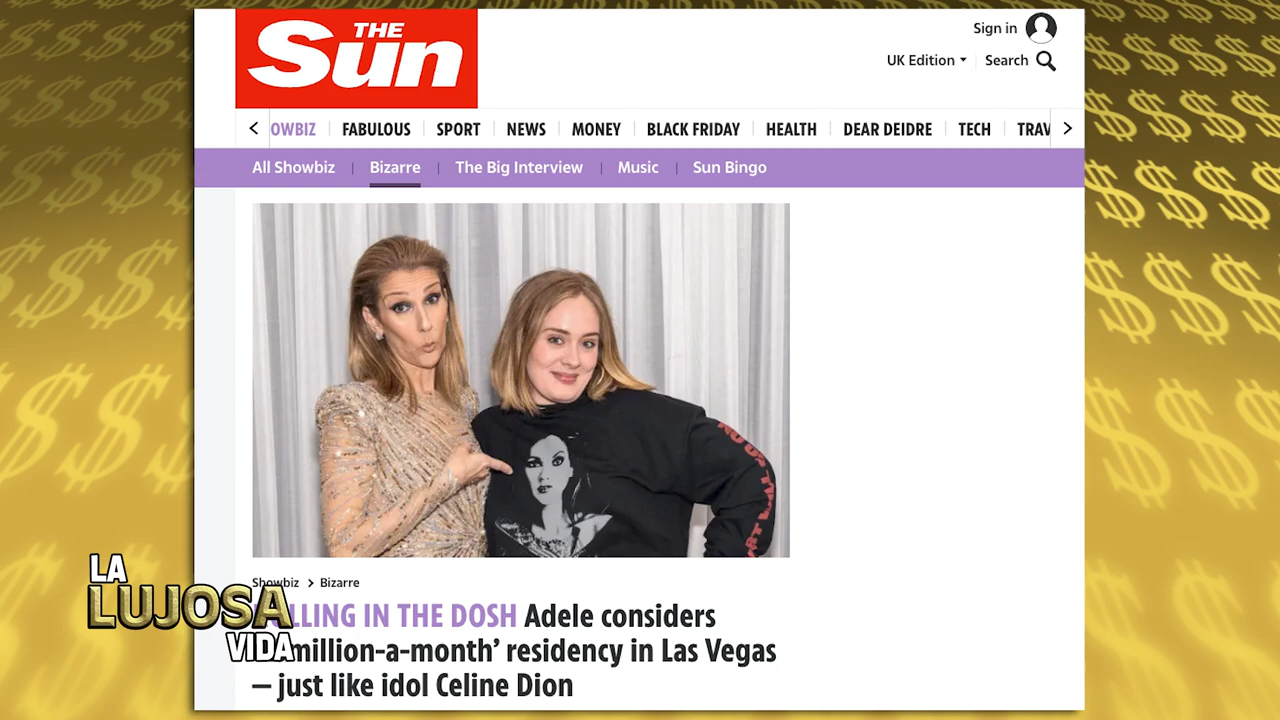 THE
Sun
Sign in
UK Edition
Search
OWBIZ
FABULOUS
SPORT
NEWS
MONEY
BLACK FRIDAY
HEALTH
DEAR DEIDRE
TECH
TRAV
All Showbiz
Bizarre
The Big Interview
Music
Sun Bingo
Showbiz > Bizarre
LLING IN THE DOSH Adele considers
million-a-month’ residency in Las Vegas
— just like idol Celine Dion
LA
LUJOSA
VIDA